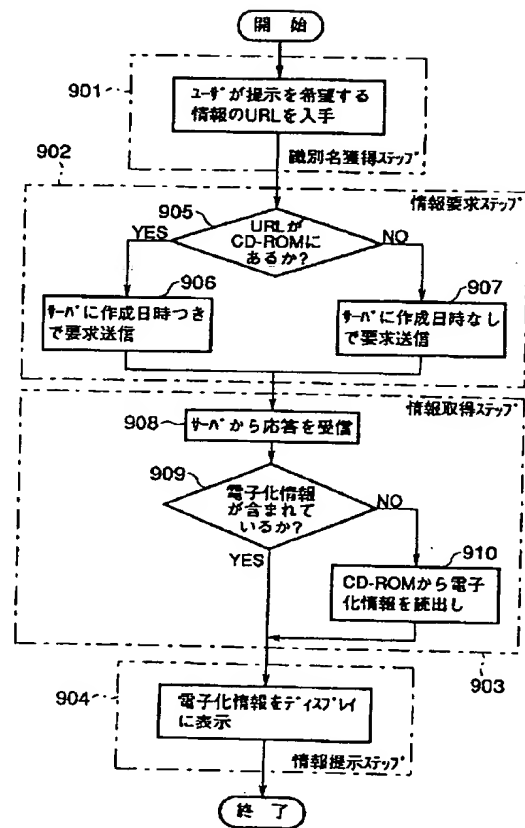 開 始
901
ユーザが提示を希望する
情報のURLを入手
識別名獲得ステップ
902
情報要求ステップ
905
URLが
CD-ROMに
あるか?
YES
NO
906
サーバに作成日時つき
で要求送信
907
サーバに作成日時なし
で要求送信
情報取得ステップ
908
サーバから応答を受信
909
電子化情報
が含まれて
いるか?
NO
YES
910
CD-ROMから電子
化情報を読出し
903
904
電子化情報をディスプレイ
に表示
情報提示ステップ
終 了